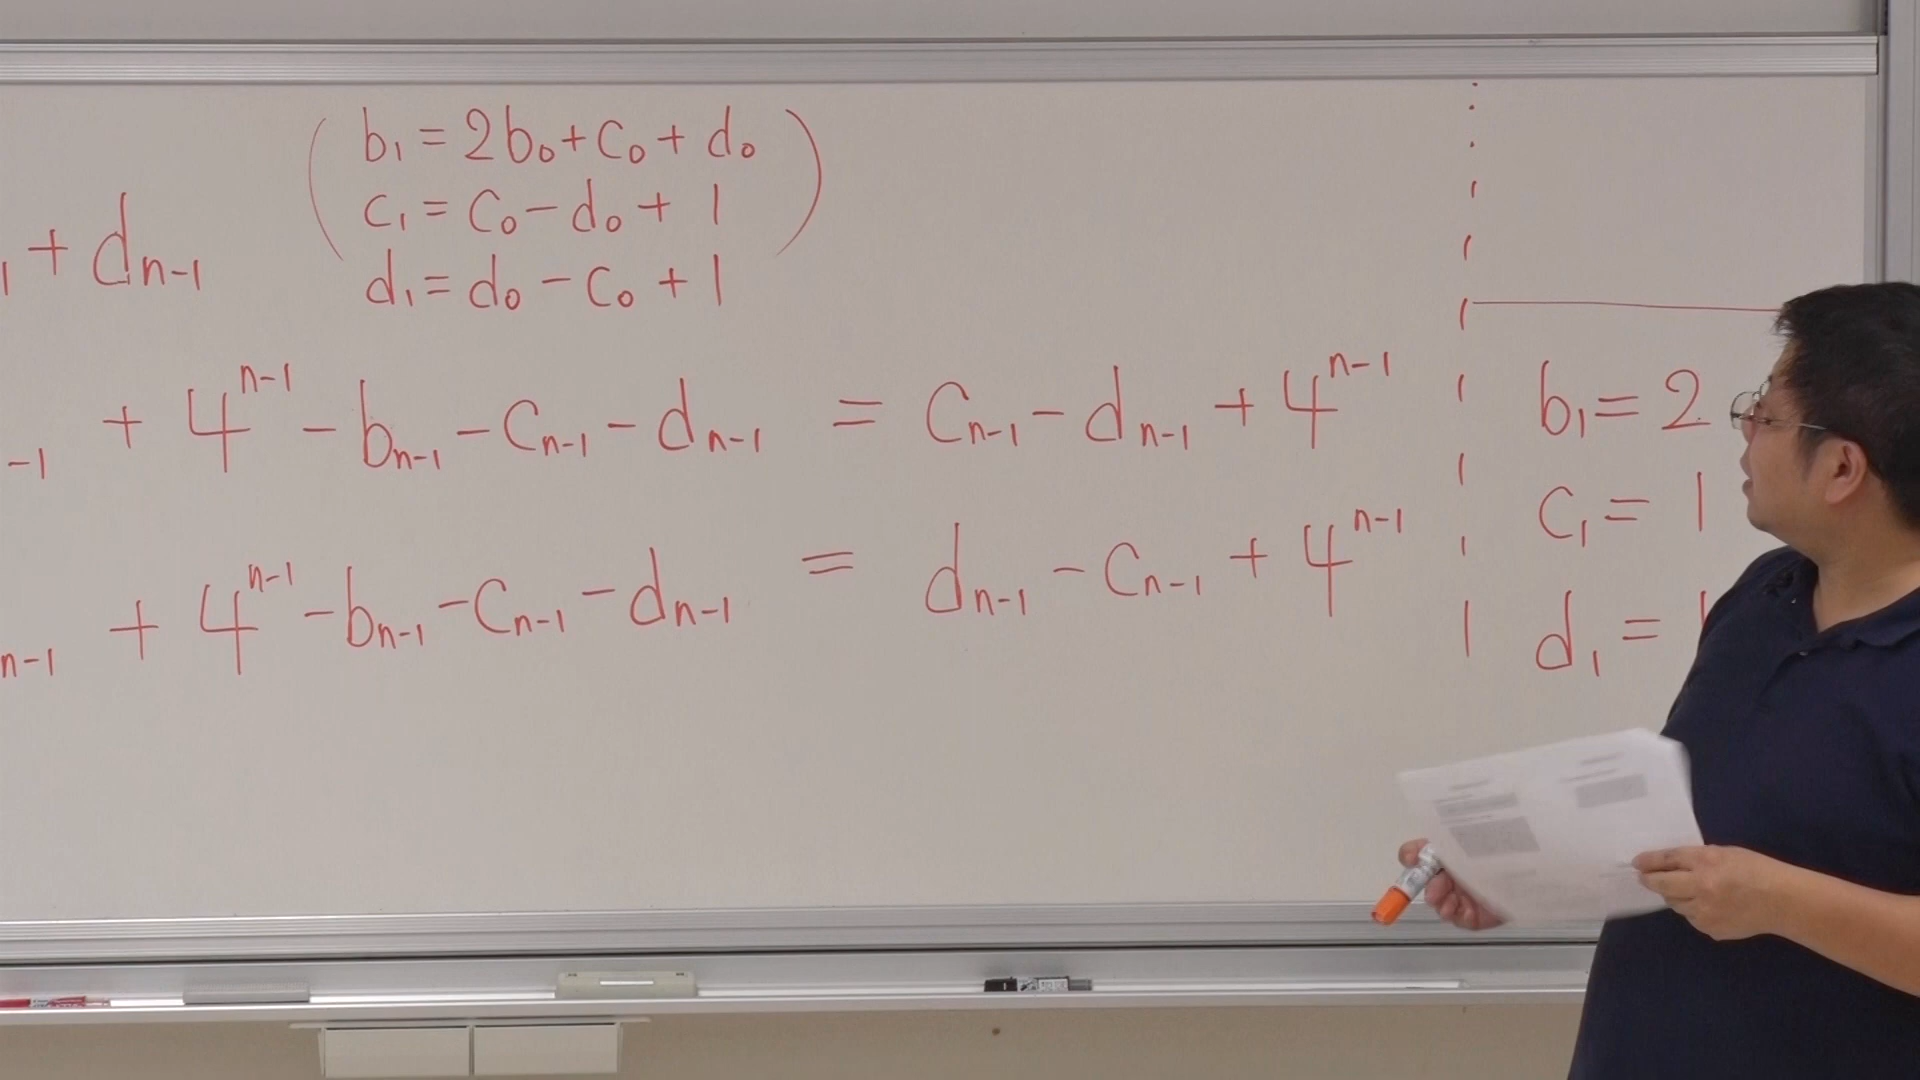 b₁ = 2b₀ + c₀ + d₀
c₁ = c₀ − d₀ + 1
d₁ = d₀ − c₀ + 1
₁ + dₙ₋₁
₋₁ + 4ⁿ⁻¹ − bₙ₋₁ − cₙ₋₁ − dₙ₋₁ = cₙ₋₁ − dₙ₋₁ + 4ⁿ⁻¹
ₙ₋₁ + 4ⁿ⁻¹ − bₙ₋₁ − cₙ₋₁ − dₙ₋₁ = dₙ₋₁ − cₙ₋₁ + 4ⁿ⁻¹
b₁ = 2
c₁ = 1
d₁ =